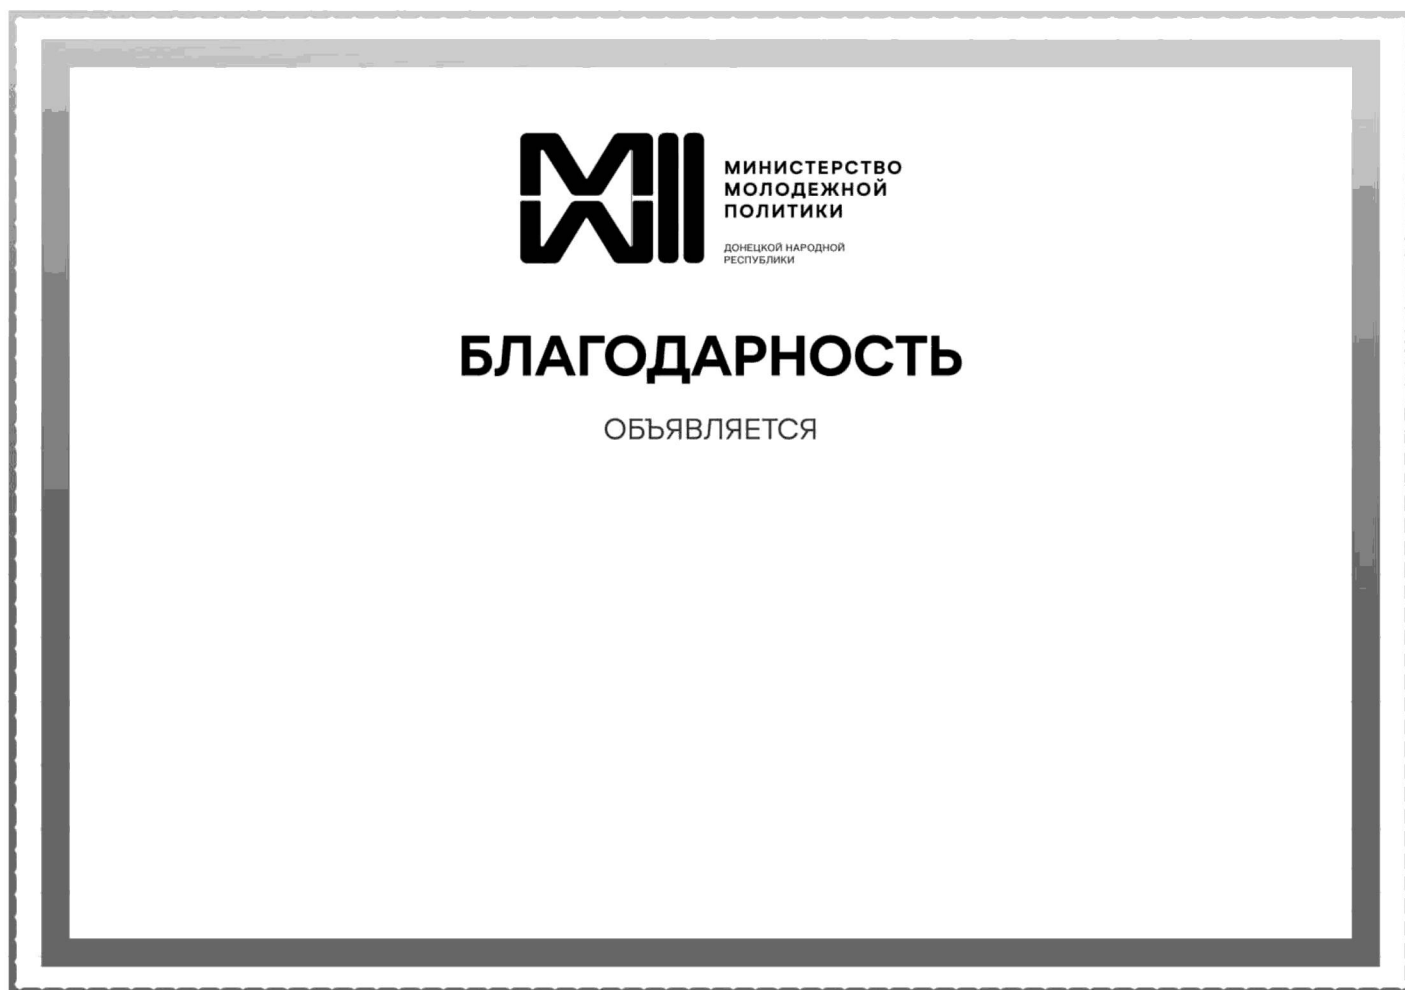 МИНИСТЕРСТВО
МОЛОДЕЖНОЙ
ПОЛИТИКИ
ДОНЕЦКОЙ НАРОДНОЙ
РЕСПУБЛИКИ
БЛАГОДАРНОСТЬ
ОБЪЯВЛЯЕТСЯ